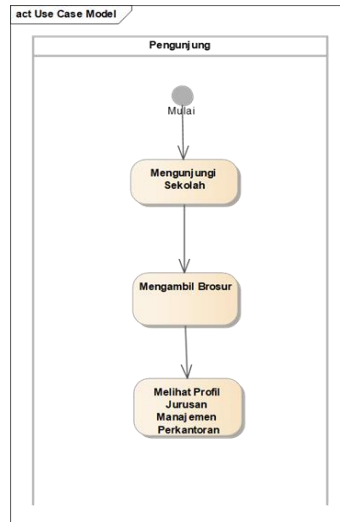 act Use Case Model
Pengunjung
Mulai
Mengunjungi
Sekolah
Mengambil Brosur
Melihat Profil
Jurusan
Manajemen
Perkantoran